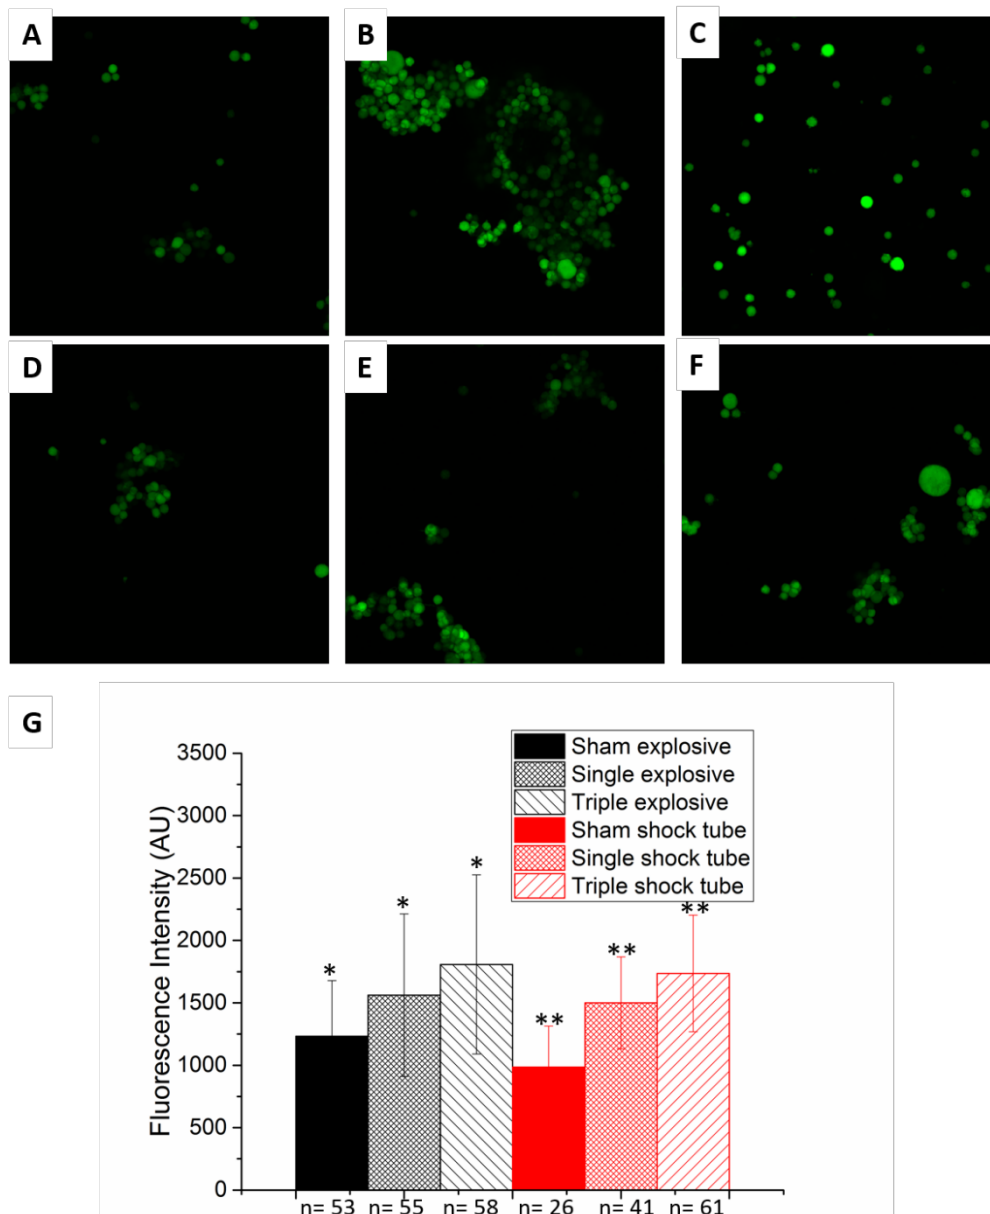 A
B
C
D
E
F
G
Fluorescence Intensity (AU)
3500
3000
2500
2000
1500
1000
500
0
Sham explosive
Single explosive
Triple explosive
Sham shock tube
Single shock tube
Triple shock tube
*
*
*
**
**
**
n= 53 n= 55 n= 58 n= 26 n= 41 n= 61